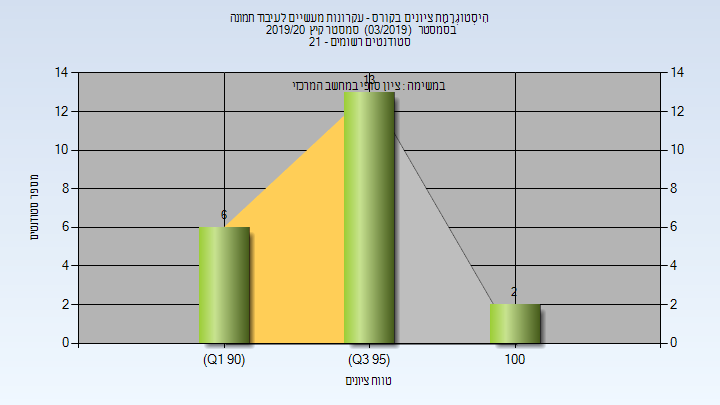 הִיסְטוֹגְרָמַת ציונים בקורס - עקרונות מעשיים לעיבוד תמונה
בסמסטר (03/2019) סמסטר קיץ 2019/20
סטודנטים רשומים - 21
במשימה : ציון סופי במחשב המרכזי
14 14
12 12
10 10
8 8
6 6
4 4
2 2
0 0
6
13
2
מספר סטודנטים
(Q1 90) (Q3 95) 100
טווח ציונים